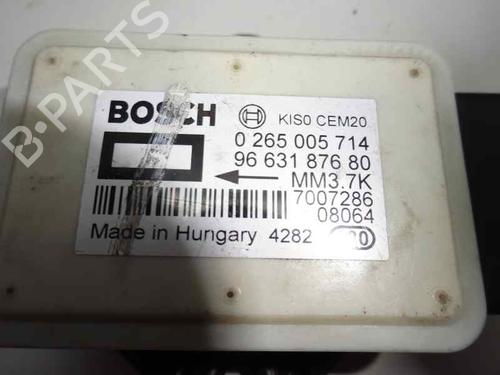 B-PARTS
BOSCH KIS0 CEM20
0 265 005 714
96 631 876 80
MM3.7K
7007286
08064
Made in Hungary 4282